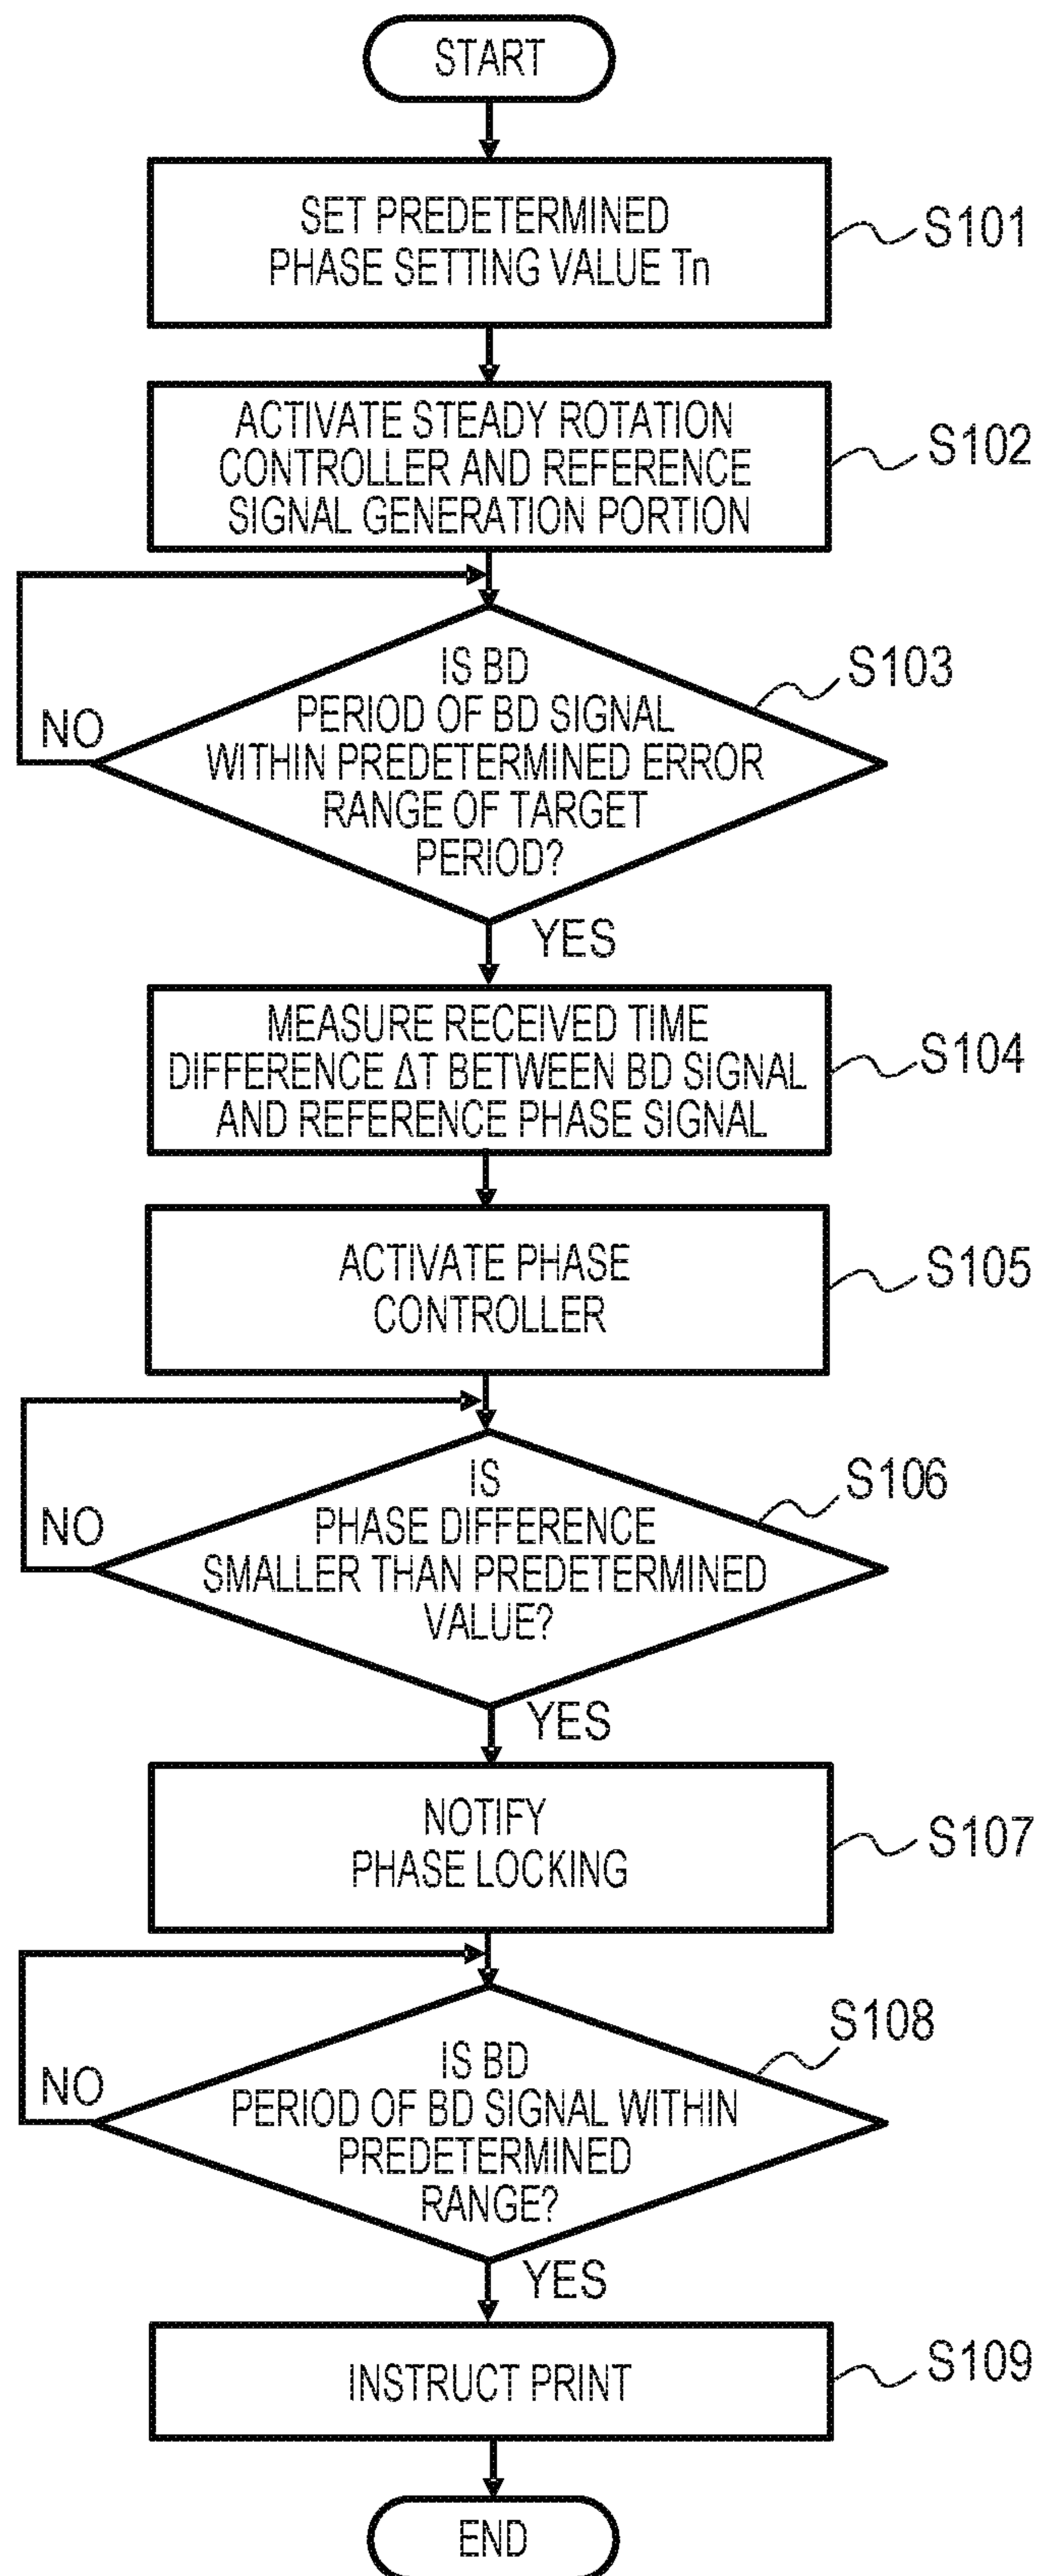 START
SET PREDETERMINED
PHASE SETTING VALUE Tn
S101
ACTIVATE STEADY ROTATION
CONTROLLER AND REFERENCE
SIGNAL GENERATION PORTION
S102
IS BD
PERIOD OF BD SIGNAL
WITHIN PREDETERMINED ERROR
RANGE OF TARGET
PERIOD?
S103
NO
YES
MEASURE RECEIVED TIME
DIFFERENCE ΔT BETWEEN BD SIGNAL
AND REFERENCE PHASE SIGNAL
S104
ACTIVATE PHASE
CONTROLLER
S105
IS
PHASE DIFFERENCE
SMALLER THAN PREDETERMINED
VALUE?
S106
NO
YES
NOTIFY
PHASE LOCKING
S107
IS BD
PERIOD OF BD SIGNAL WITHIN
PREDETERMINED
RANGE?
S108
NO
YES
INSTRUCT PRINT
S109
END